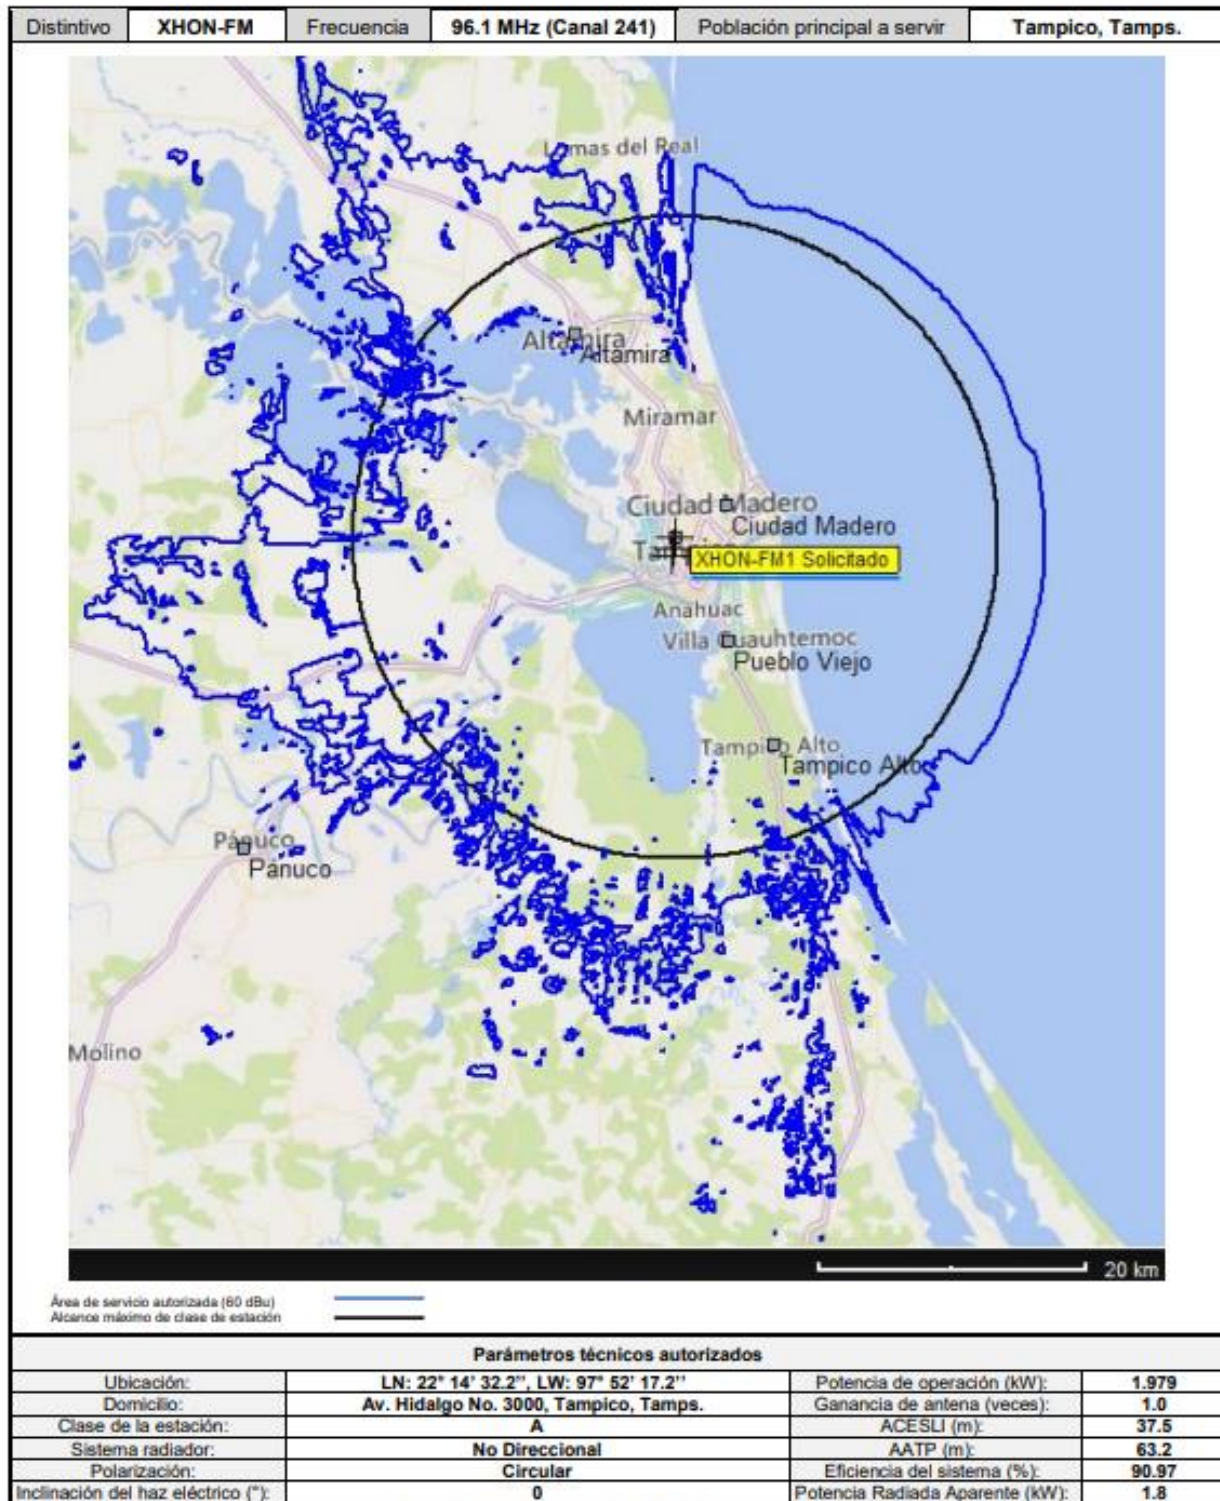 Distintivo XHON-FM Frecuencia 96.1 MHz (Canal 241) Población principal a servir Tampico, Tamps.
Lomas del Real
Altamira
Altamira
Miramar
Ciudad Madero
Ciudad Madero
XHON-FM1 Solicitado
Anahuac
Villa Cuauhtemoc
Pueblo Viejo
Tampico Alto
Tampico Alto
Pánuco
Pánuco
Molino
20 km
Área de servicio autorizada (60 dBu)
Alcance máximo de clase de estación
Parámetros técnicos autorizados
Ubicación: LN: 22° 14' 32.2'', LW: 97° 52' 17.2'' Potencia de operación (kW): 1.979
Domicilio: Av. Hidalgo No. 3000, Tampico, Tamps. Ganancia de antena (veces): 1.0
Clase de la estación: A ACESLI (m): 37.5
Sistema radiador: No Direccional AATP (m): 63.2
Polarización: Circular Eficiencia del sistema (%): 90.97
Inclinación del haz eléctrico (°): 0 Potencia Radiada Aparente (kW): 1.8